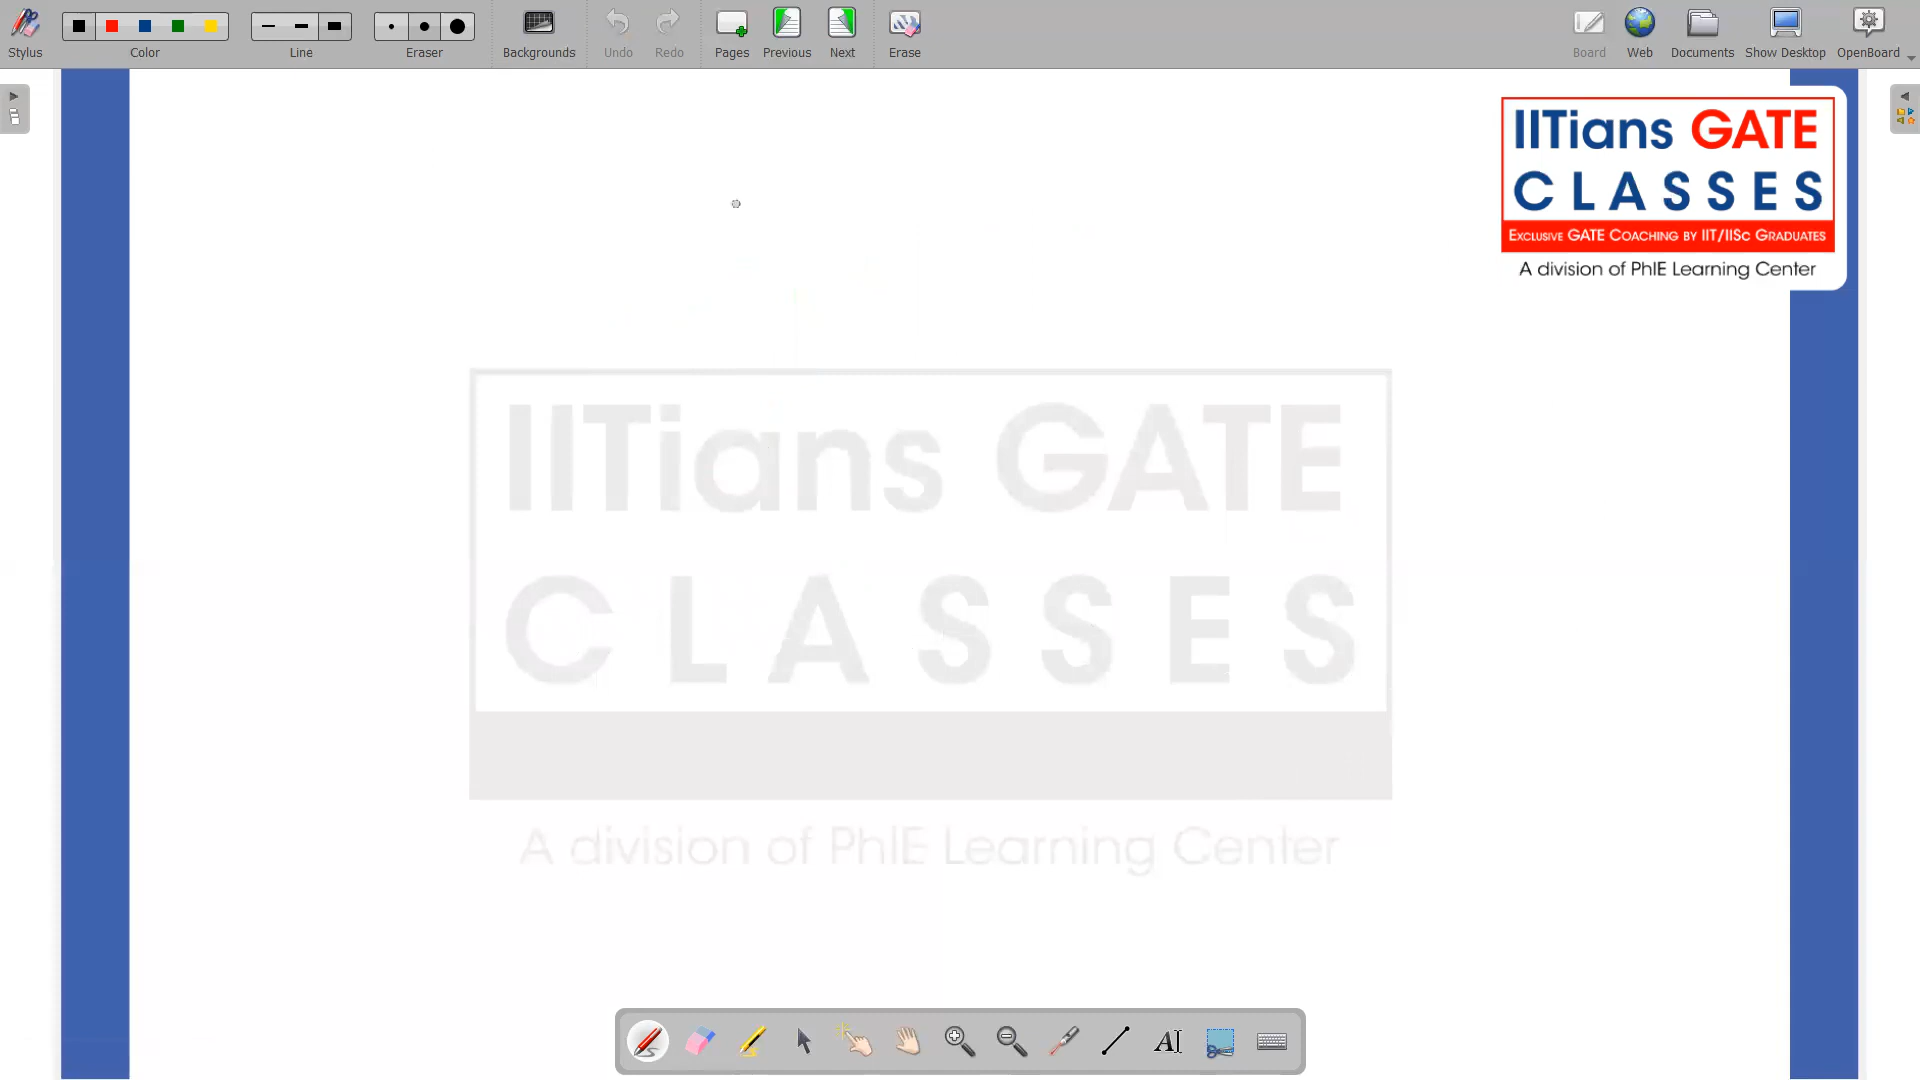 Stylus
Color
Line
Eraser
Backgrounds
Undo
Redo
Pages
Previous
Next
Erase
Board
Web
Documents
Show Desktop
OpenBoard
IITians GATE
CLASSES
EXCLUSIVE GATE COACHING BY IIT/IISC GRADUATES
A division of PhIE Learning Center
IITians GATE
CLASSES
A division of PhIE Learning Center